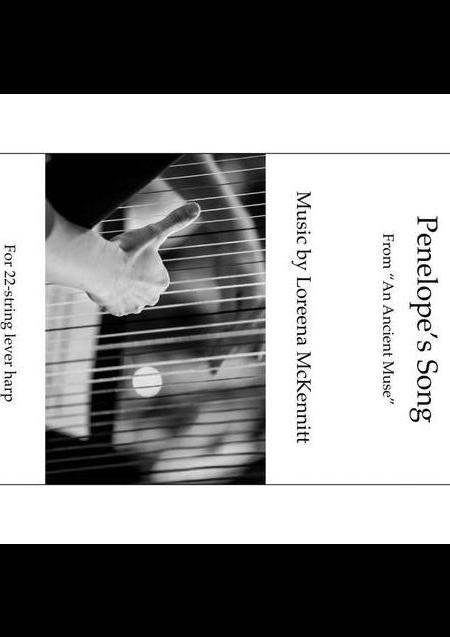 Penelope's Song
From "An Ancient Muse"
Music by Loreena McKennitt
For 22-string lever harp